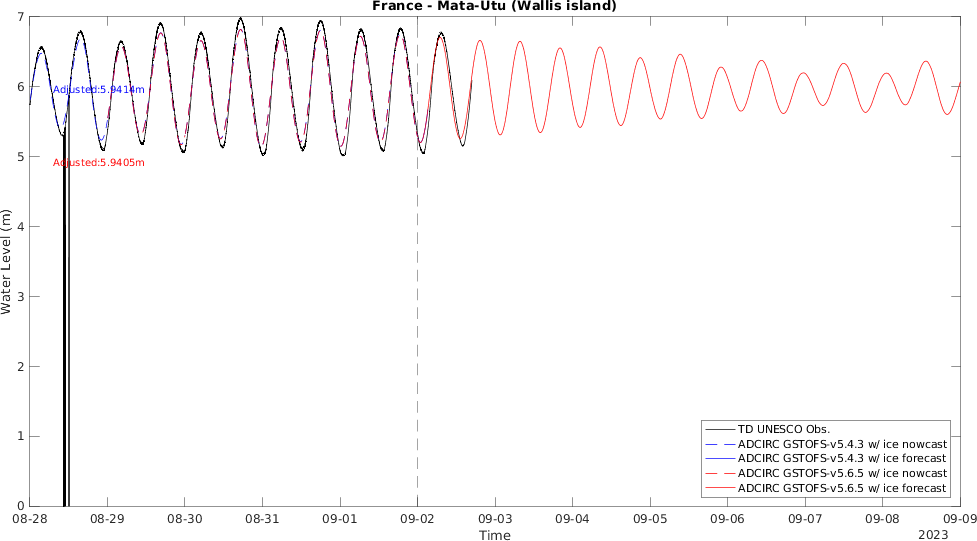 France - Mata-Utu (Wallis island)
7
6
5
4
3
2
1
0
Water Level (m)
Adjusted:5.9414m
Adjusted:5.9405m
TD UNESCO Obs.
ADCIRC GSTOFS-v5.4.3 w/ ice nowcast
ADCIRC GSTOFS-v5.4.3 w/ ice forecast
ADCIRC GSTOFS-v5.6.5 w/ ice nowcast
ADCIRC GSTOFS-v5.6.5 w/ ice forecast
08-28 08-29 08-30 08-31 09-01 09-02 09-03 09-04 09-05 09-06 09-07 09-08 09-09
Time
2023